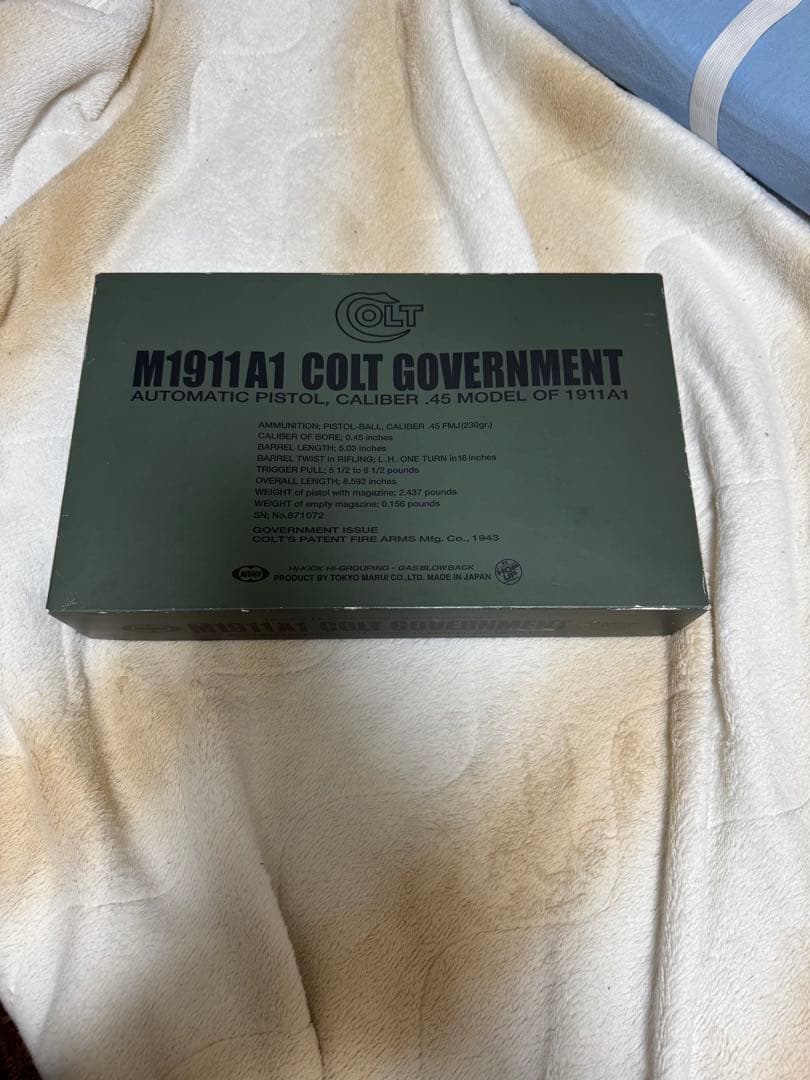 COLT
M1911A1 COLT GOVERNMENT
AUTOMATIC PISTOL, CALIBER .45 MODEL OF 1911A1
AMMUNITION; PISTOL-BALL, CALIBER .45 FMJ(230gr.)
CALIBER OF BORE; 0.45 inches
BARREL LENGTH; 5.03 inches
BARREL TWIST in RIFLING; L.H. ONE TURN in 16 inches
TRIGGER PULL; 5 1/2 to 6 1/2 pounds
OVERALL LENGTH; 8.593 inches
WEIGHT of pistol with magazine; 2.437 pounds
WEIGHT of empty magazine; 0.156 pounds
SN; No.871072
GOVERNMENT ISSUE
COLT'S PATENT FIRE ARMS Mfg. Co., 1943
HI-KICK HI-GROUPING・GASBLOWBACK
MARUI PRODUCT BY TOKYO MARUI CO.,LTD. MADE IN JAPAN HOP UP
M1911A1 COLT GOVERNMENT